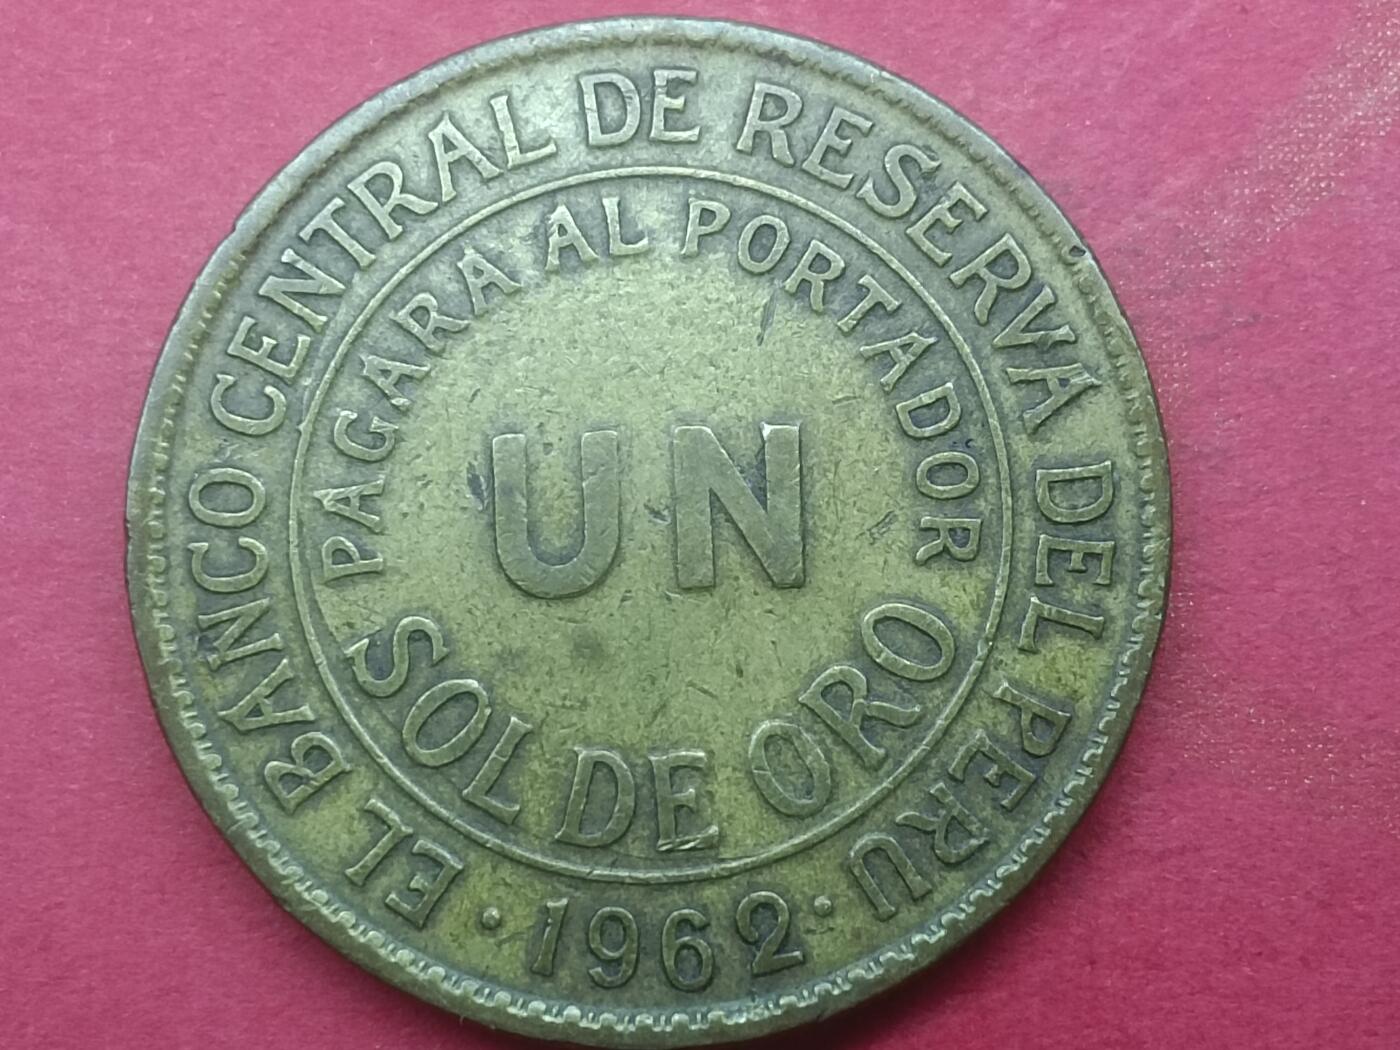 EL BANCO CENTRAL DE RESERVA DEL PERU
PAGARA AL PORTADOR
UN
SOL DE ORO
· 1962 ·